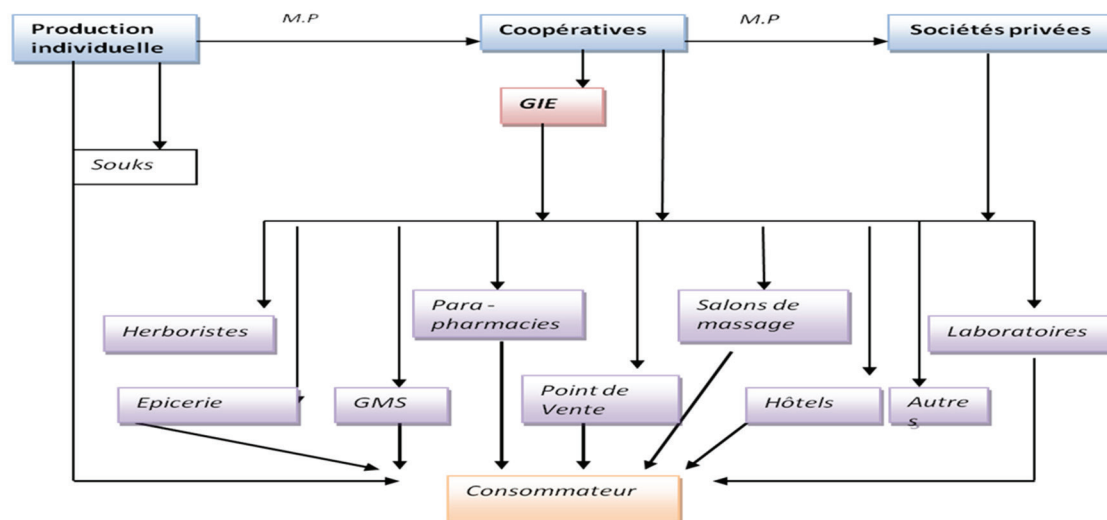 M.P
M.P
Production
individuelle
Coopératives
Sociétés privées
GIE
Souks
Para -
pharmacies
Salons de
massage
Herboristes
Laboratoires
Epicerie
GMS
Point de
Vente
Hôtels
Autre
s
Consommateur